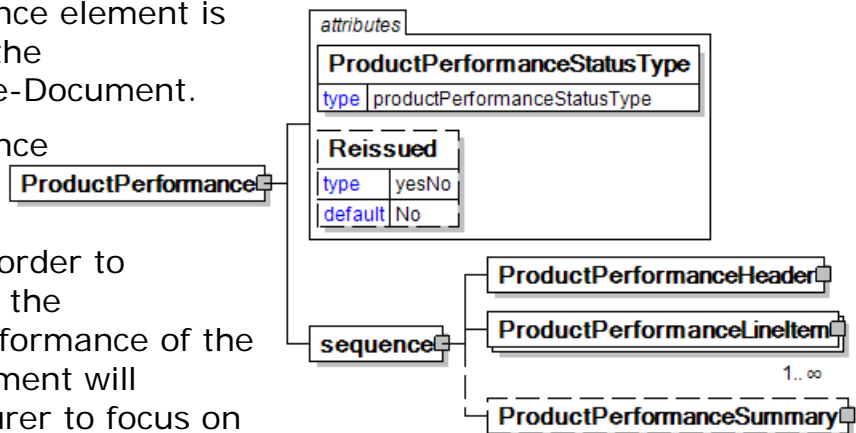 nce element is
the
e-Document.
nce
order to
the
formance of the
ment will
urer to focus on
attributes
ProductPerformanceStatusType
type productPerformanceStatusType
Reissued
type yesNo
default No
ProductPerformance
sequence
ProductPerformanceHeader
ProductPerformanceLineItem
1.. ∞
ProductPerformanceSummary